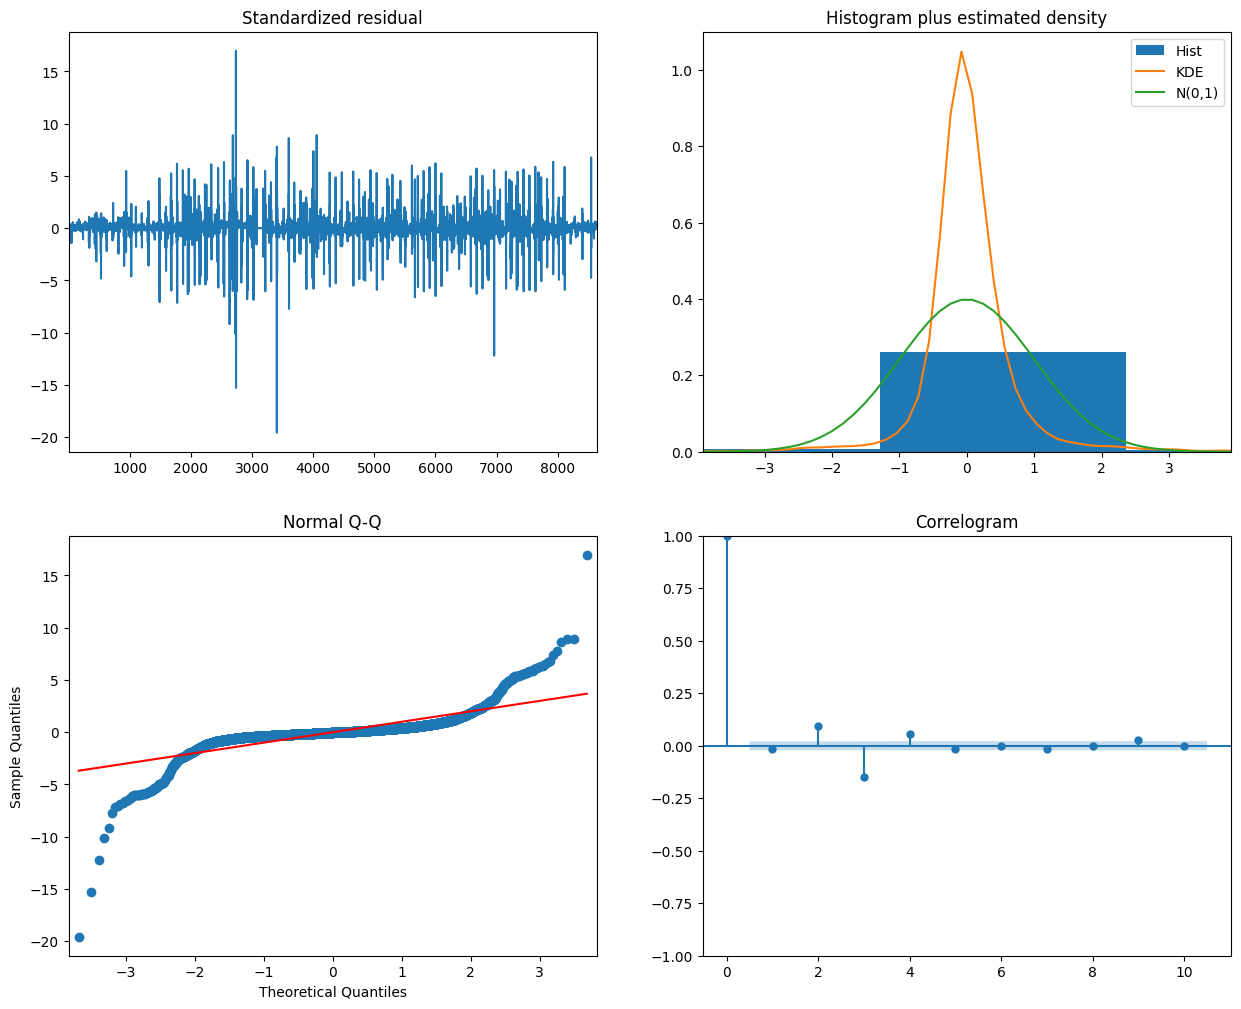 Standardized residual
15
10
5
0
−5
−10
−15
−20
1000 2000 3000 4000 5000 6000 7000 8000
Histogram plus estimated density
Hist
KDE
N(0,1)
1.0
0.8
0.6
0.4
0.2
0.0
−3 −2 −1 0 1 2 3
Normal Q-Q
Sample Quantiles
15
10
5
0
−5
−10
−15
−20
−3 −2 −1 0 1 2 3
Theoretical Quantiles
Correlogram
1.00
0.75
0.50
0.25
0.00
−0.25
−0.50
−0.75
−1.00
0 2 4 6 8 10